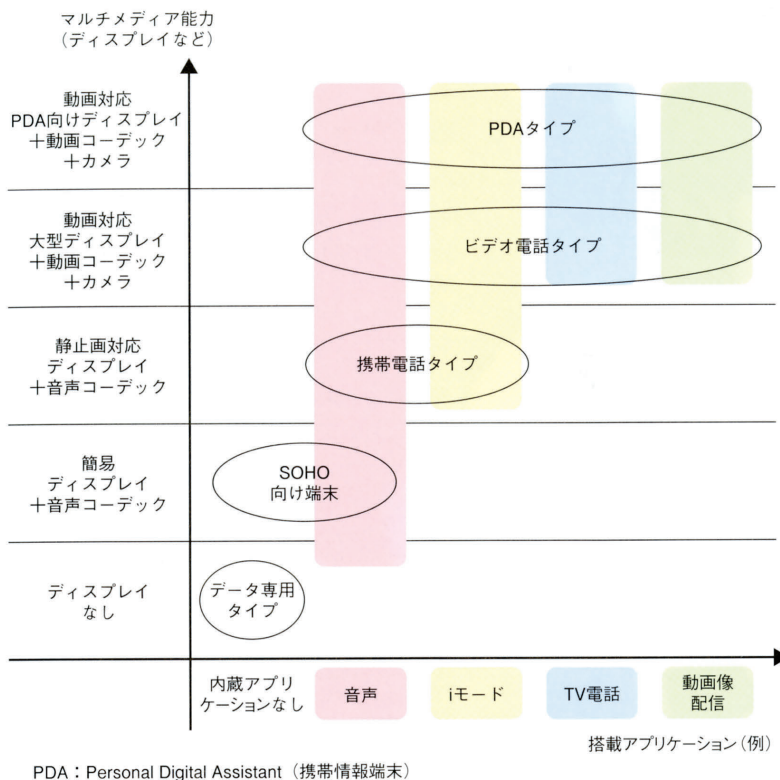 マルチメディア能力
(ディスプレイなど)
動画対応
PDA向けディスプレイ
＋動画コーデック
＋カメラ
PDAタイプ
動画対応
大型ディスプレイ
＋動画コーデック
＋カメラ
ビデオ電話タイプ
静止画対応
ディスプレイ
＋音声コーデック
携帯電話タイプ
簡易
ディスプレイ
＋音声コーデック
SOHO
向け端末
ディスプレイ
なし
データ専用
タイプ
内蔵アプリ
ケーションなし
音声
iモード
TV電話
動画像
配信
搭載アプリケーション(例)
PDA：Personal Digital Assistant（携帯情報端末）